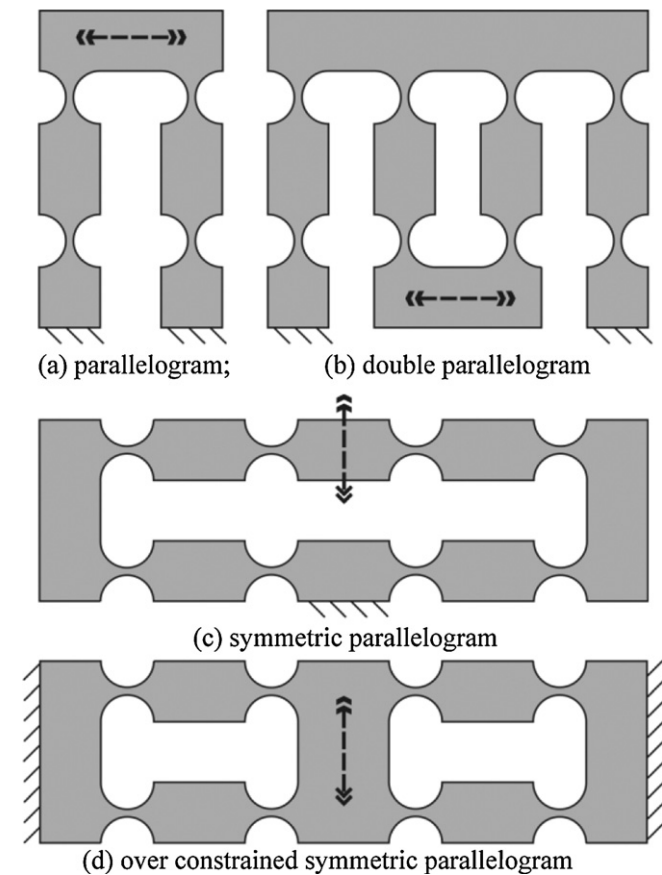 (a) parallelogram;
(b) double parallelogram
(c) symmetric parallelogram
(d) over constrained symmetric parallelogram